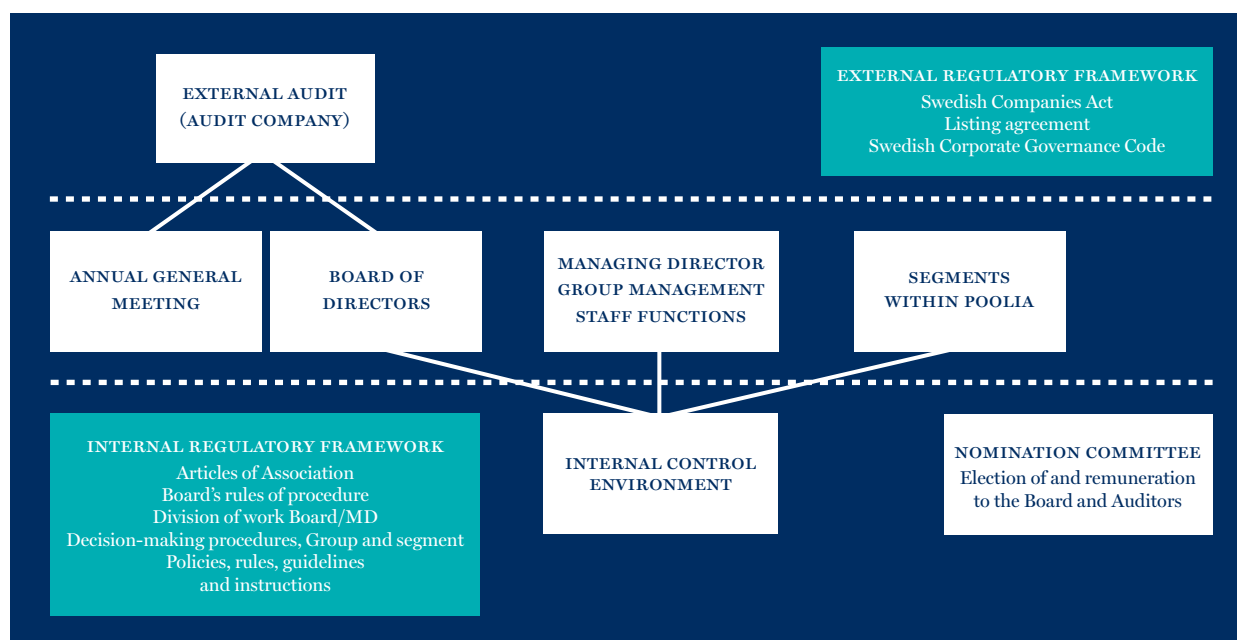 EXTERNAL AUDIT
(AUDIT COMPANY)
EXTERNAL REGULATORY FRAMEWORK
Swedish Companies Act
Listing agreement
Swedish Corporate Governance Code
ANNUAL GENERAL
MEETING
BOARD OF
DIRECTORS
MANAGING DIRECTOR
GROUP MANAGEMENT
STAFF FUNCTIONS
SEGMENTS
WITHIN POOLIA
INTERNAL REGULATORY FRAMEWORK
Articles of Association
Board’s rules of procedure
Division of work Board/MD
Decision-making procedures, Group and segment
Policies, rules, guidelines
and instructions
INTERNAL CONTROL
ENVIRONMENT
NOMINATION COMMITTEE
Election of and remuneration
to the Board and Auditors